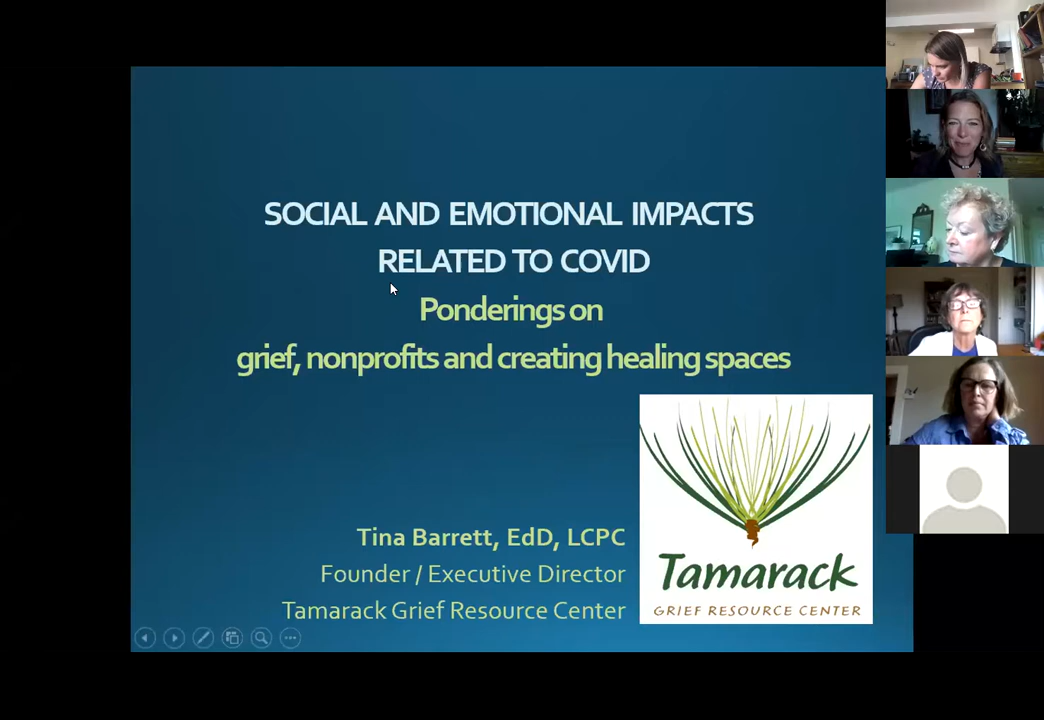 SOCIAL AND EMOTIONAL IMPACTS
RELATED TO COVID
Ponderings on
grief, nonprofits and creating healing spaces
Tina Barrett, EdD, LCPC
Founder / Executive Director
Tamarack Grief Resource Center
Tamarack
GRIEF RESOURCE CENTER